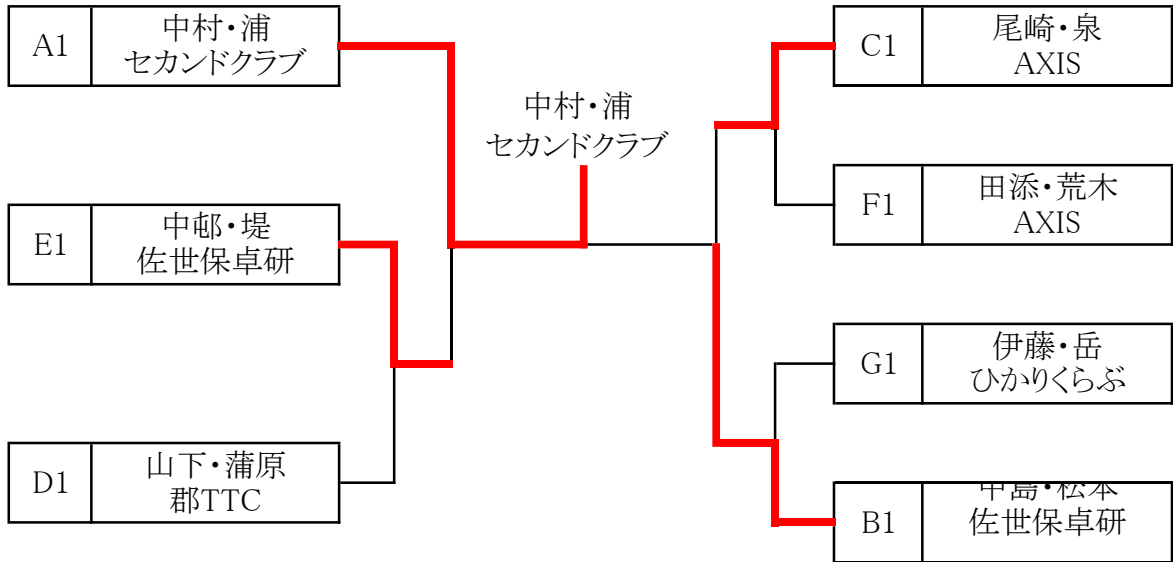 A1
中村・浦
セカンドクラブ
E1
中邨・堤
佐世保卓研
D1
山下・蒲原
郡TTC
中村・浦
セカンドクラブ
C1
尾崎・泉
AXIS
F1
田添・荒木
AXIS
G1
伊藤・岳
ひかりくらぶ
B1
中島・松本
佐世保卓研